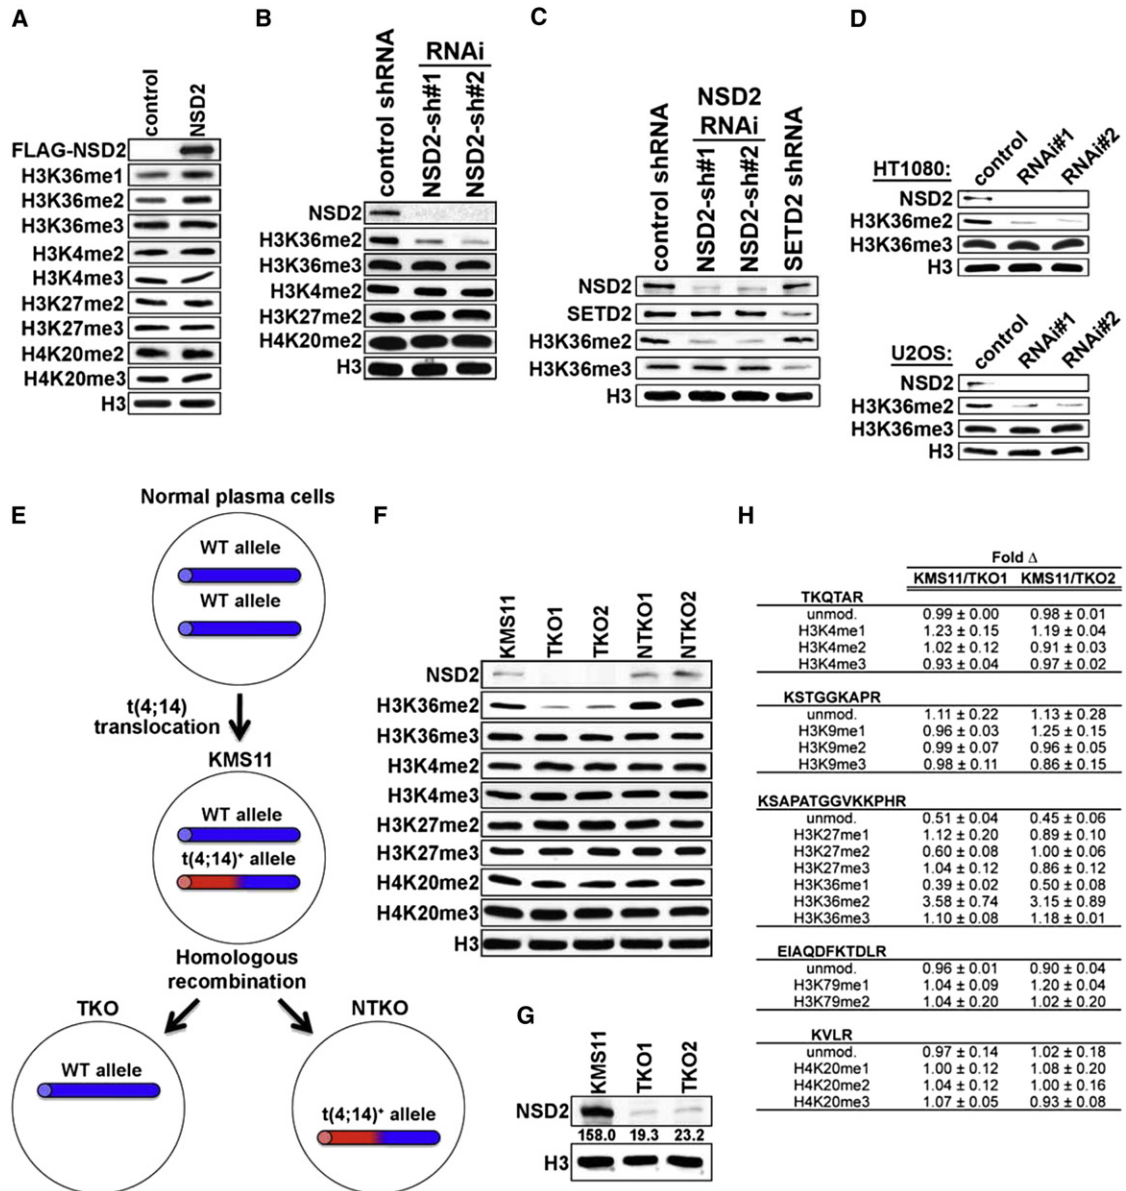 A
control
NSD2
FLAG-NSD2
H3K36me1
H3K36me2
H3K36me3
H3K4me2
H3K4me3
H3K27me2
H3K27me3
H4K20me2
H4K20me3
H3
B
control shRNA
RNAi
NSD2-sh#1
NSD2-sh#2
NSD2
H3K36me2
H3K36me3
H3K4me2
H3K27me2
H4K20me2
H3
C
control shRNA
NSD2
RNAi
NSD2-sh#1
NSD2-sh#2
SETD2 shRNA
NSD2
SETD2
H3K36me2
H3K36me3
H3
D
HT1080:
control
RNAi#1
RNAi#2
NSD2
H3K36me2
H3K36me3
H3
U2OS:
control
RNAi#1
RNAi#2
NSD2
H3K36me2
H3K36me3
H3
E
Normal plasma cells
WT allele
WT allele
t(4;14)
translocation
KMS11
WT allele
t(4;14)+ allele
Homologous
recombination
TKO
WT allele
NTKO
t(4;14)+ allele
F
KMS11
TKO1
TKO2
NTKO1
NTKO2
NSD2
H3K36me2
H3K36me3
H3K4me2
H3K4me3
H3K27me2
H3K27me3
H4K20me2
H4K20me3
H3
G
KMS11
TKO1
TKO2
NSD2
158.0 19.3 23.2
H3
H
Fold Δ
KMS11/TKO1 KMS11/TKO2
TKQTAR
unmod. 0.99 ± 0.00 0.98 ± 0.01
H3K4me1 1.23 ± 0.15 1.19 ± 0.04
H3K4me2 1.02 ± 0.12 0.91 ± 0.03
H3K4me3 0.93 ± 0.04 0.97 ± 0.02
KSTGGKAPR
unmod. 1.11 ± 0.22 1.13 ± 0.28
H3K9me1 0.96 ± 0.03 1.25 ± 0.15
H3K9me2 0.99 ± 0.07 0.96 ± 0.05
H3K9me3 0.98 ± 0.11 0.86 ± 0.15
KSAPATGGVKKPHR
unmod. 0.51 ± 0.04 0.45 ± 0.06
H3K27me1 1.12 ± 0.20 0.89 ± 0.10
H3K27me2 0.60 ± 0.08 1.00 ± 0.06
H3K27me3 1.04 ± 0.12 0.86 ± 0.12
H3K36me1 0.39 ± 0.02 0.50 ± 0.08
H3K36me2 3.58 ± 0.74 3.15 ± 0.89
H3K36me3 1.10 ± 0.08 1.18 ± 0.01
EIAQDFKTDLR
unmod. 0.96 ± 0.01 0.90 ± 0.04
H3K79me1 1.04 ± 0.09 1.20 ± 0.04
H3K79me2 1.04 ± 0.20 1.02 ± 0.20
KVLR
unmod. 0.97 ± 0.14 1.02 ± 0.18
H4K20me1 1.00 ± 0.12 1.08 ± 0.20
H4K20me2 1.04 ± 0.12 1.00 ± 0.16
H4K20me3 1.07 ± 0.05 0.93 ± 0.08